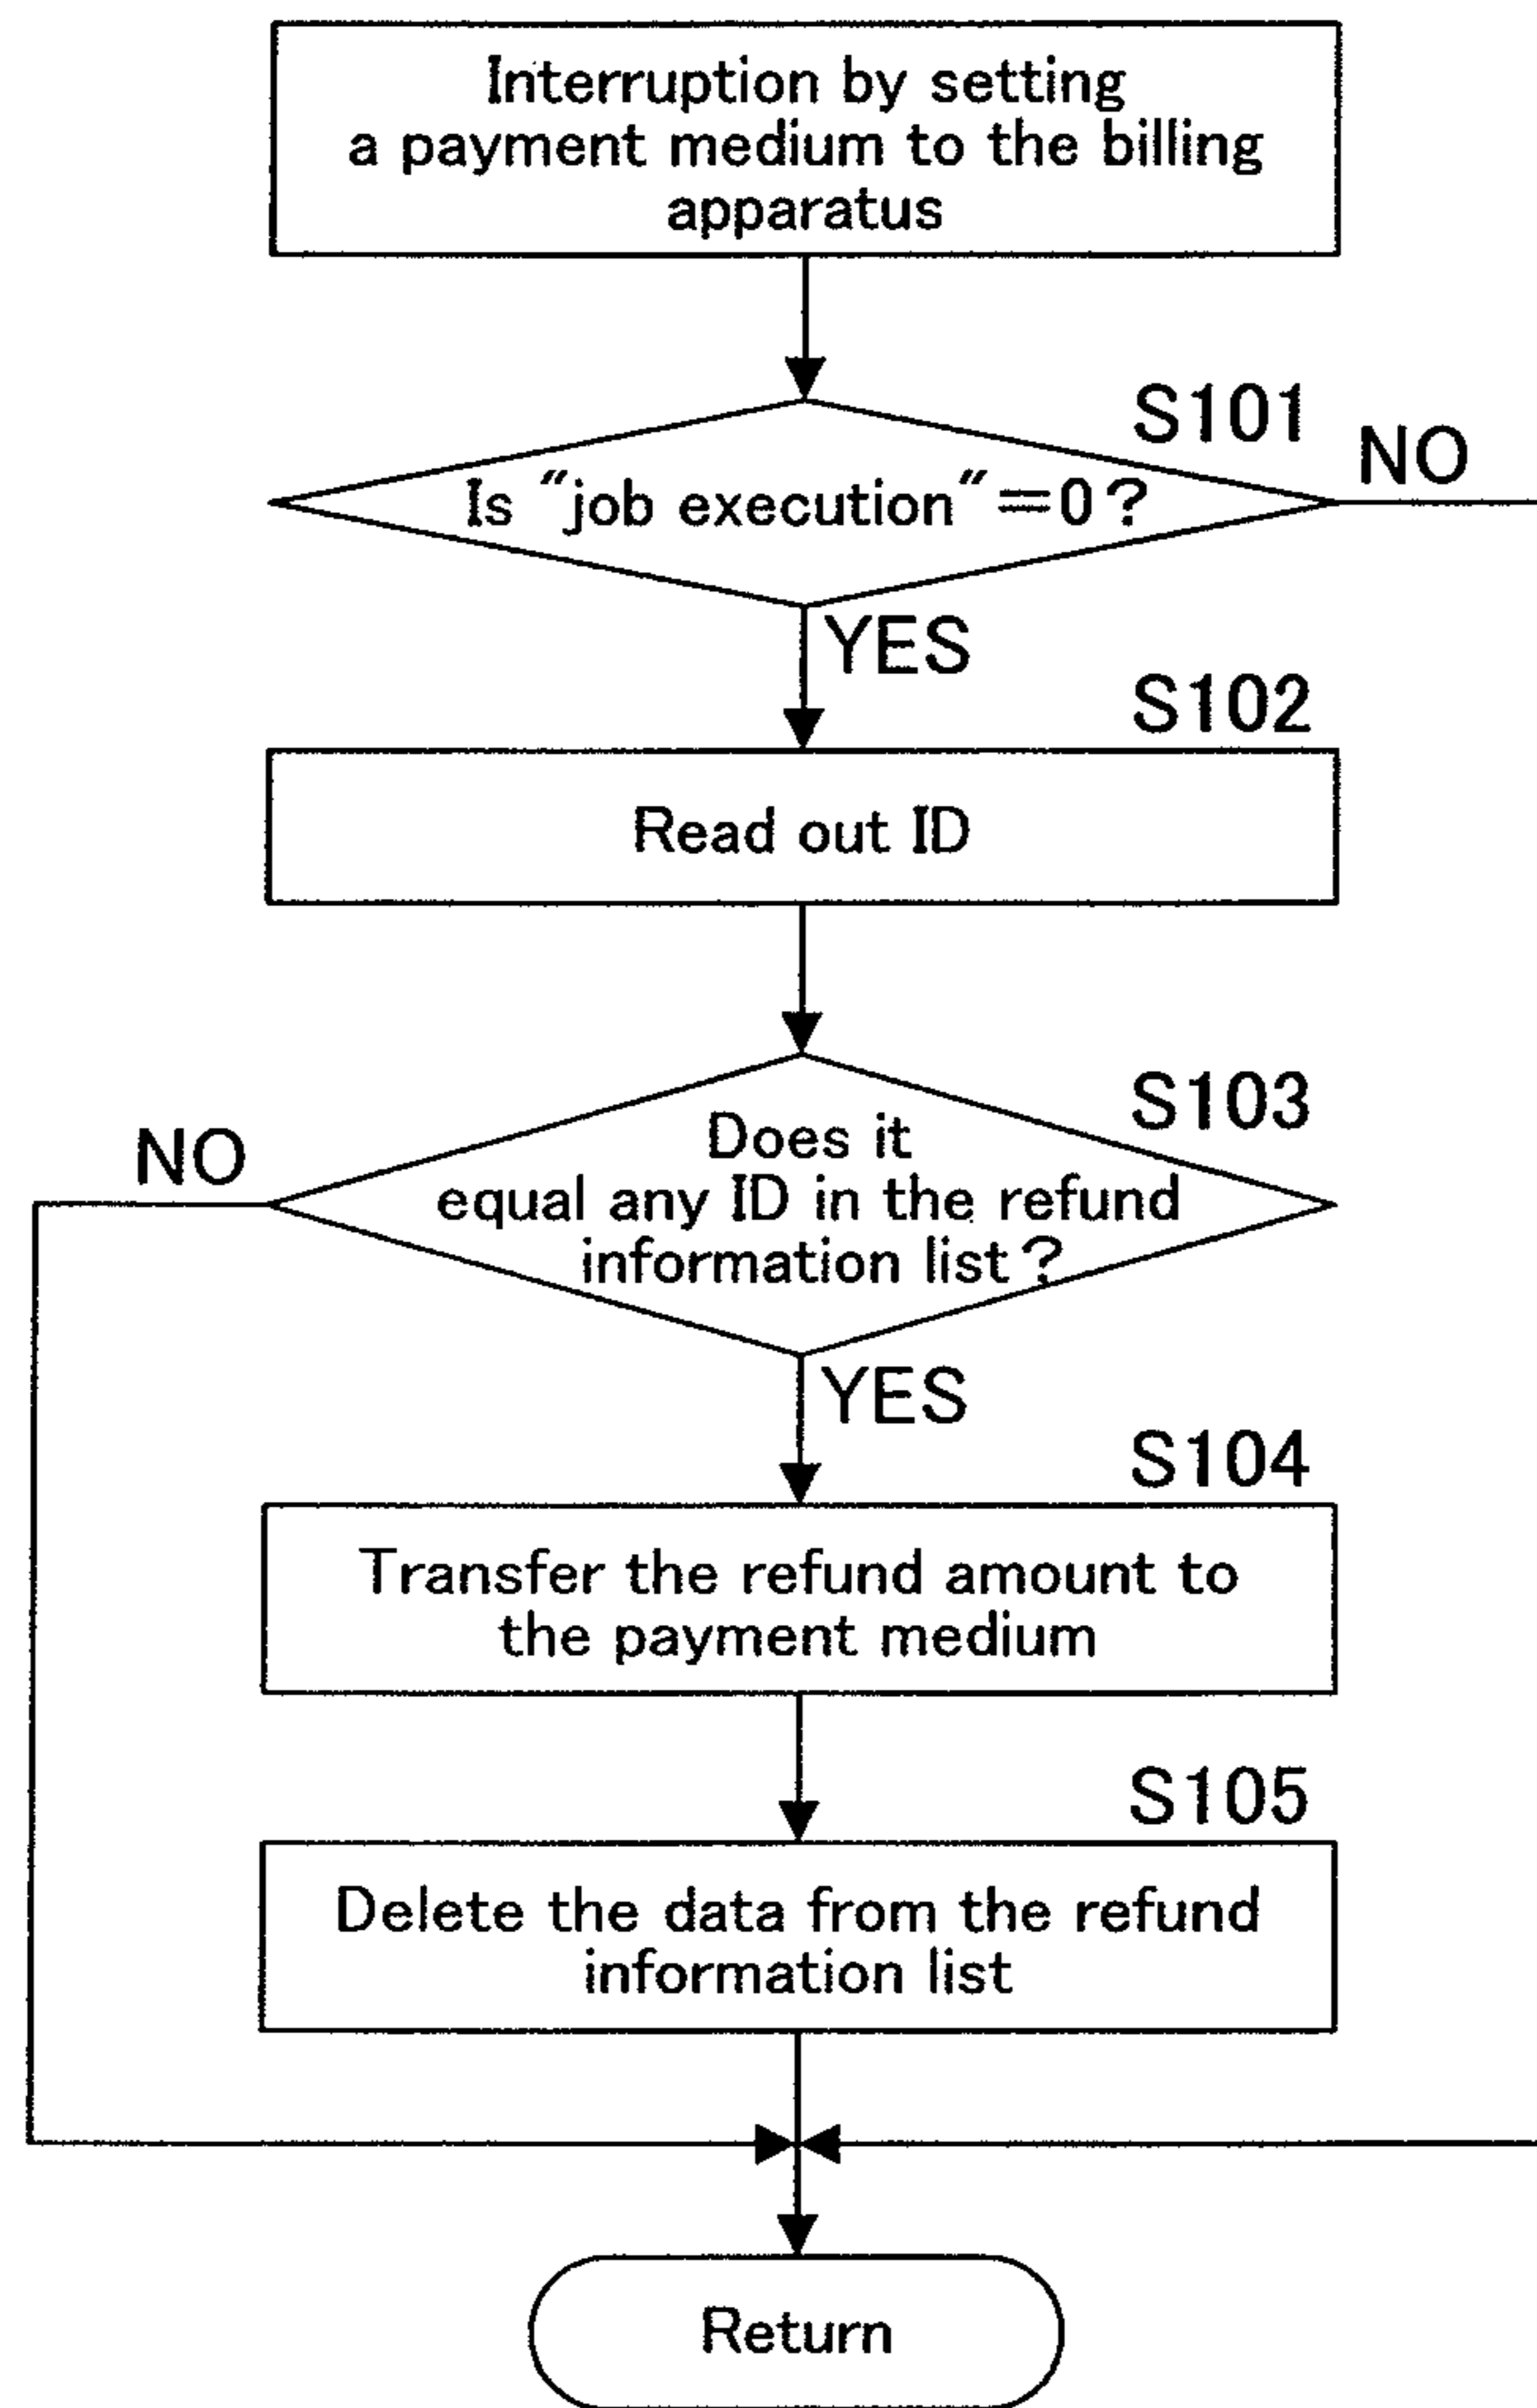 Interruption by setting
a payment medium to the billing
apparatus
S101
NO
Is "job execution"=0?
YES
S102
Read out ID
S103
NO
Does it
equal any ID in the refund
information list?
YES
S104
Transfer the refund amount to
the payment medium
S105
Delete the data from the refund
information list
Return